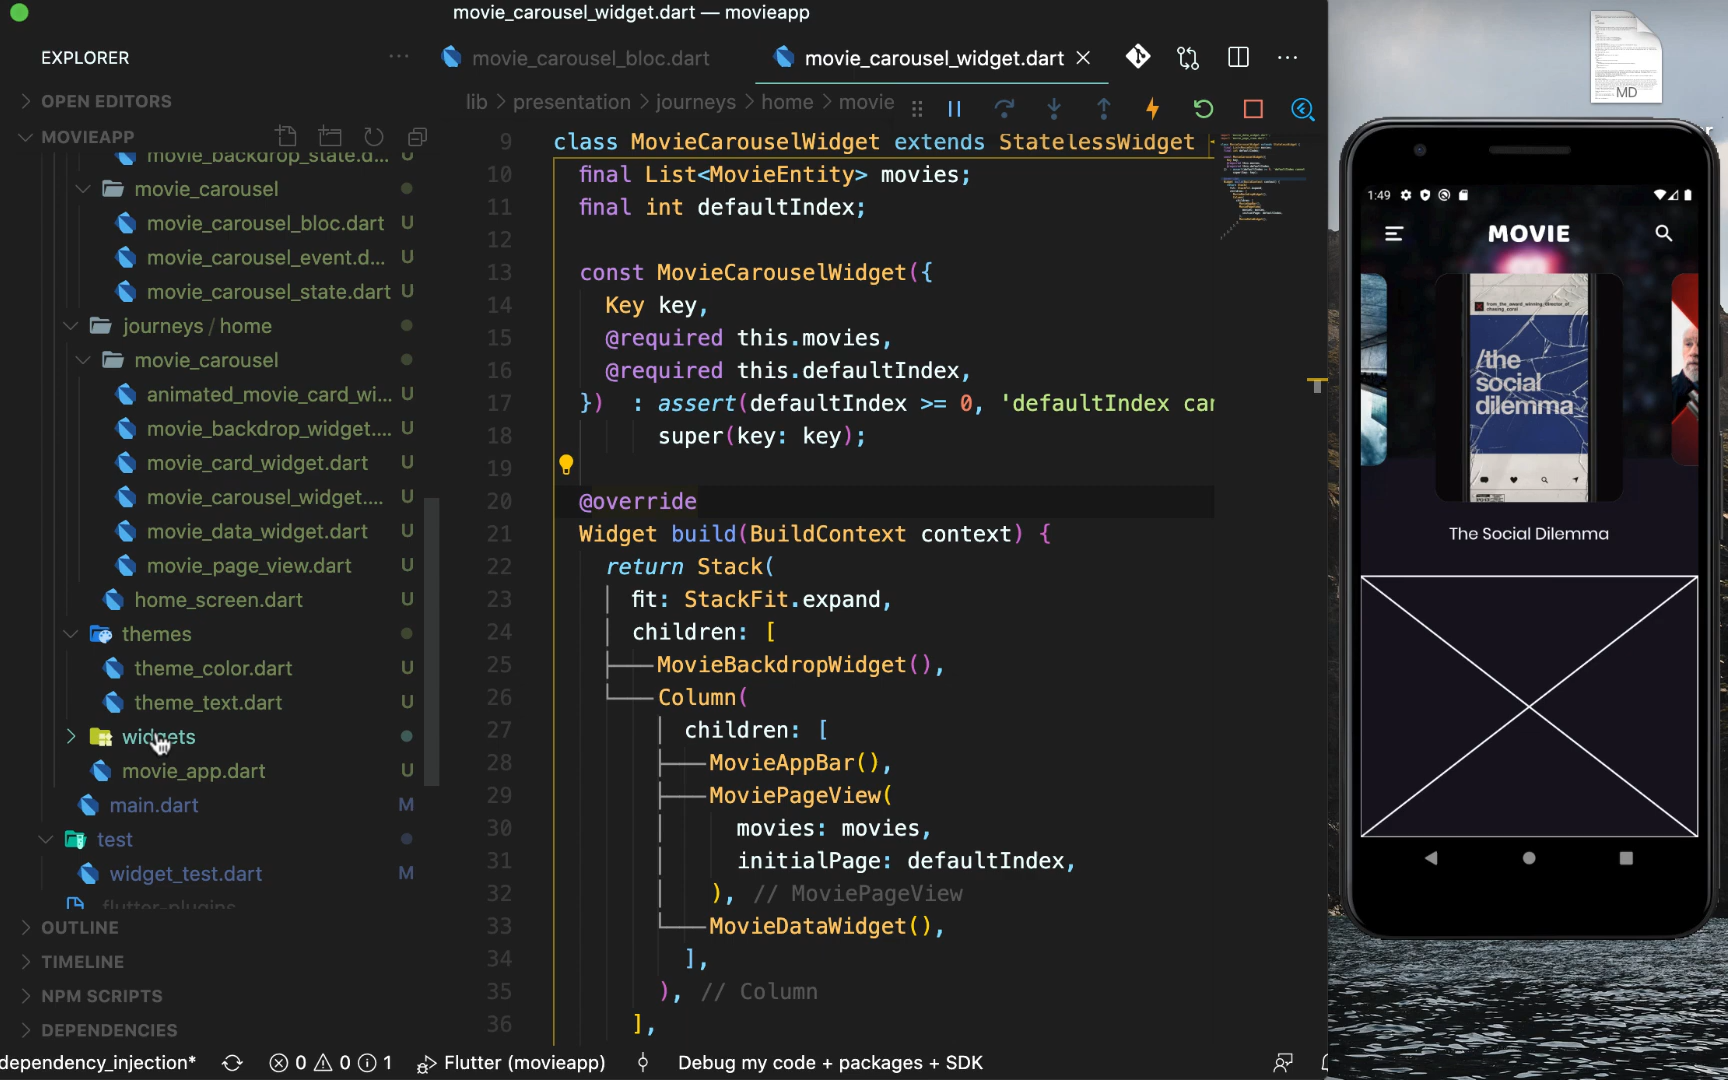 movie_carousel_widget.dart — movieapp
EXPLORER
OPEN EDITORS
MOVIEAPP
movie_backdrop_state.d... U
movie_carousel
movie_carousel_bloc.dart U
movie_carousel_event.d... U
movie_carousel_state.dart U
journeys / home
movie_carousel
animated_movie_card_wi... U
movie_backdrop_widget.... U
movie_card_widget.dart U
movie_carousel_widget.... U
movie_data_widget.dart U
movie_page_view.dart U
home_screen.dart U
themes
theme_color.dart U
theme_text.dart U
widgets
movie_app.dart U
main.dart M
test
widget_test.dart M
flutter-plugins
OUTLINE
TIMELINE
NPM SCRIPTS
DEPENDENCIES
movie_carousel_bloc.dart
movie_carousel_widget.dart
lib > presentation > journeys > home > movie
9 class MovieCarouselWidget extends StatelessWidget
10 final List<MovieEntity> movies;
11 final int defaultIndex;
12
13 const MovieCarouselWidget({
14 Key key,
15 @required this.movies,
16 @required this.defaultIndex,
17 }) : assert(defaultIndex >= 0, 'defaultIndex can
18 super(key: key);
19
20 @override
21 Widget build(BuildContext context) {
22 return Stack(
23 fit: StackFit.expand,
24 children: [
25 MovieBackdropWidget(),
26 Column(
27 children: [
28 MovieAppBar(),
29 MoviePageView(
30 movies: movies,
31 initialPage: defaultIndex,
32 ), // MoviePageView
33 MovieDataWidget(),
34 ],
35 ), // Column
36 ],
dependency_injection* 0 0 1 Flutter (movieapp) Debug my code + packages + SDK
MD
r
1:49
MOVIE
/the
social
dilemma
The Social Dilemma